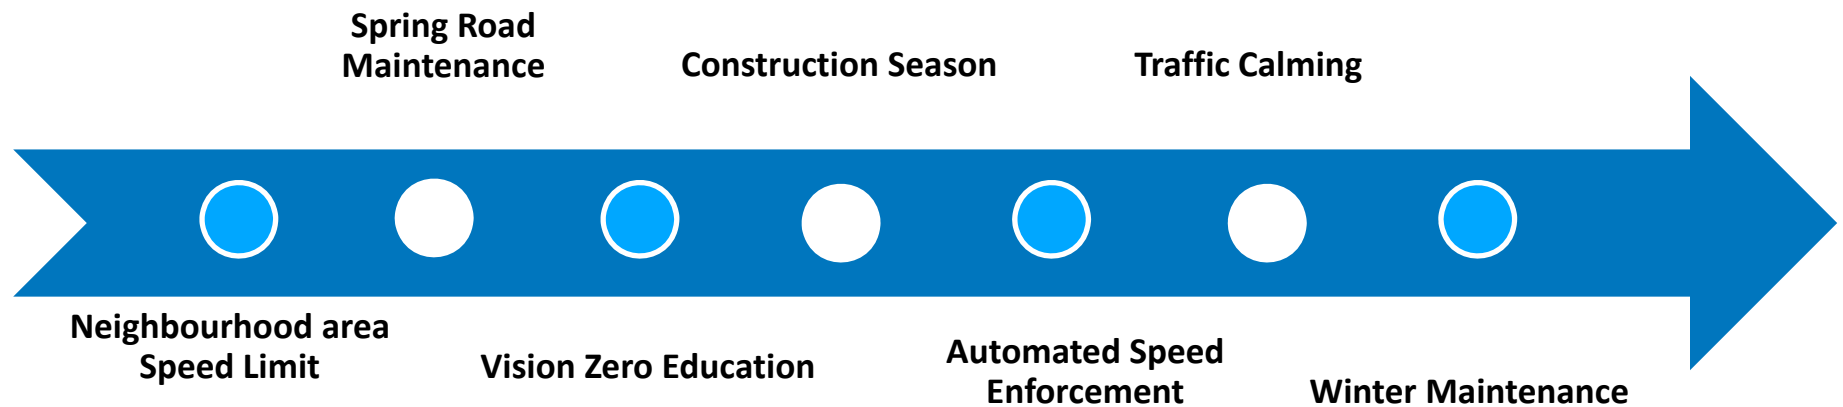 Spring Road
Maintenance
Construction Season
Traffic Calming
Neighbourhood area
Speed Limit
Vision Zero Education
Automated Speed
Enforcement
Winter Maintenance